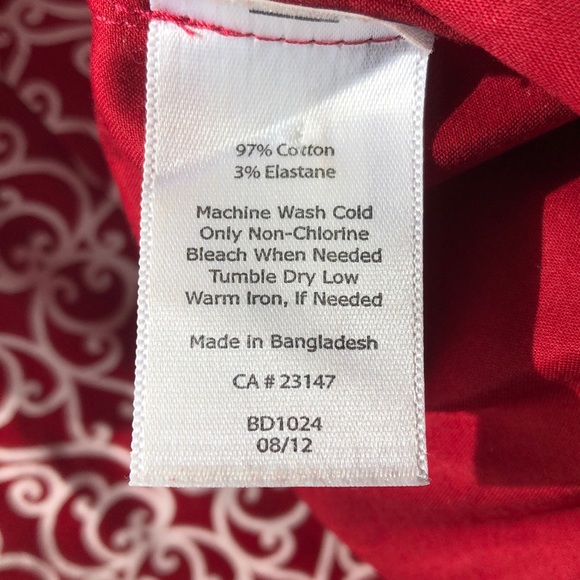 97% Cotton
3% Elastane
Machine Wash Cold
Only Non-Chlorine
Bleach When Needed
Tumble Dry Low
Warm Iron, If Needed
Made in Bangladesh
CA # 23147
BD1024
08/12